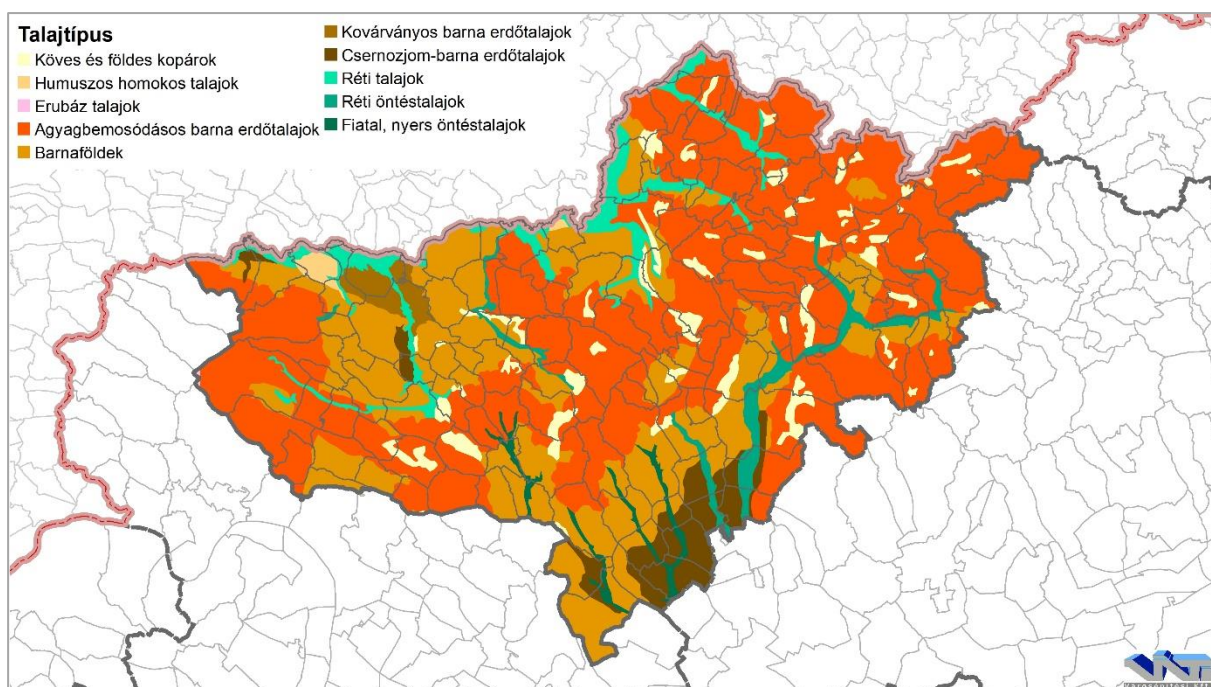 Talajtípus
Köves és földes kopárok
Humuszos homokos talajok
Erubáz talajok
Agyagbemosódásos barna erdőtalajok
Barnaföldek
Kovárványos barna erdőtalajok
Csernozjom-barna erdőtalajok
Réti talajok
Réti öntéstalajok
Fiatal, nyers öntéstalajok